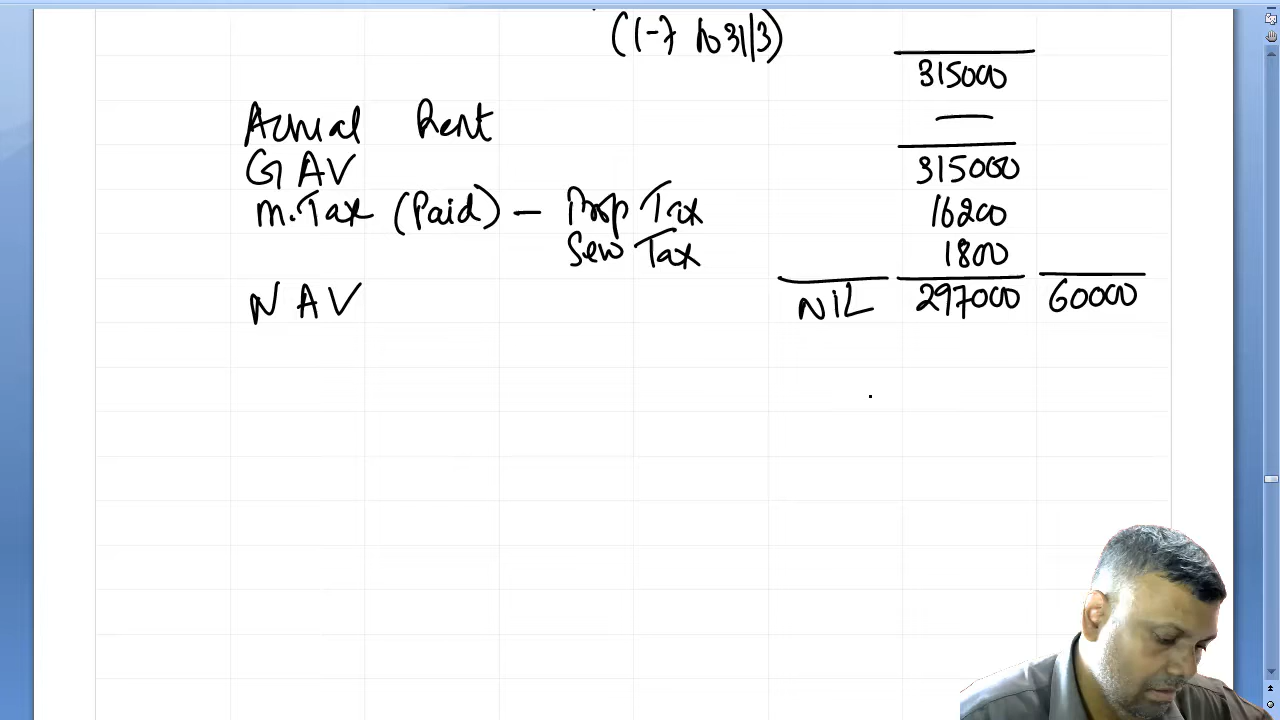 (1-7 to 31/3)
315000
Actual Rent —
GAV 315000
M.Tax (Paid) — Prop Tax 16200
Sew Tax 1800
NAV NIL 297000 60000